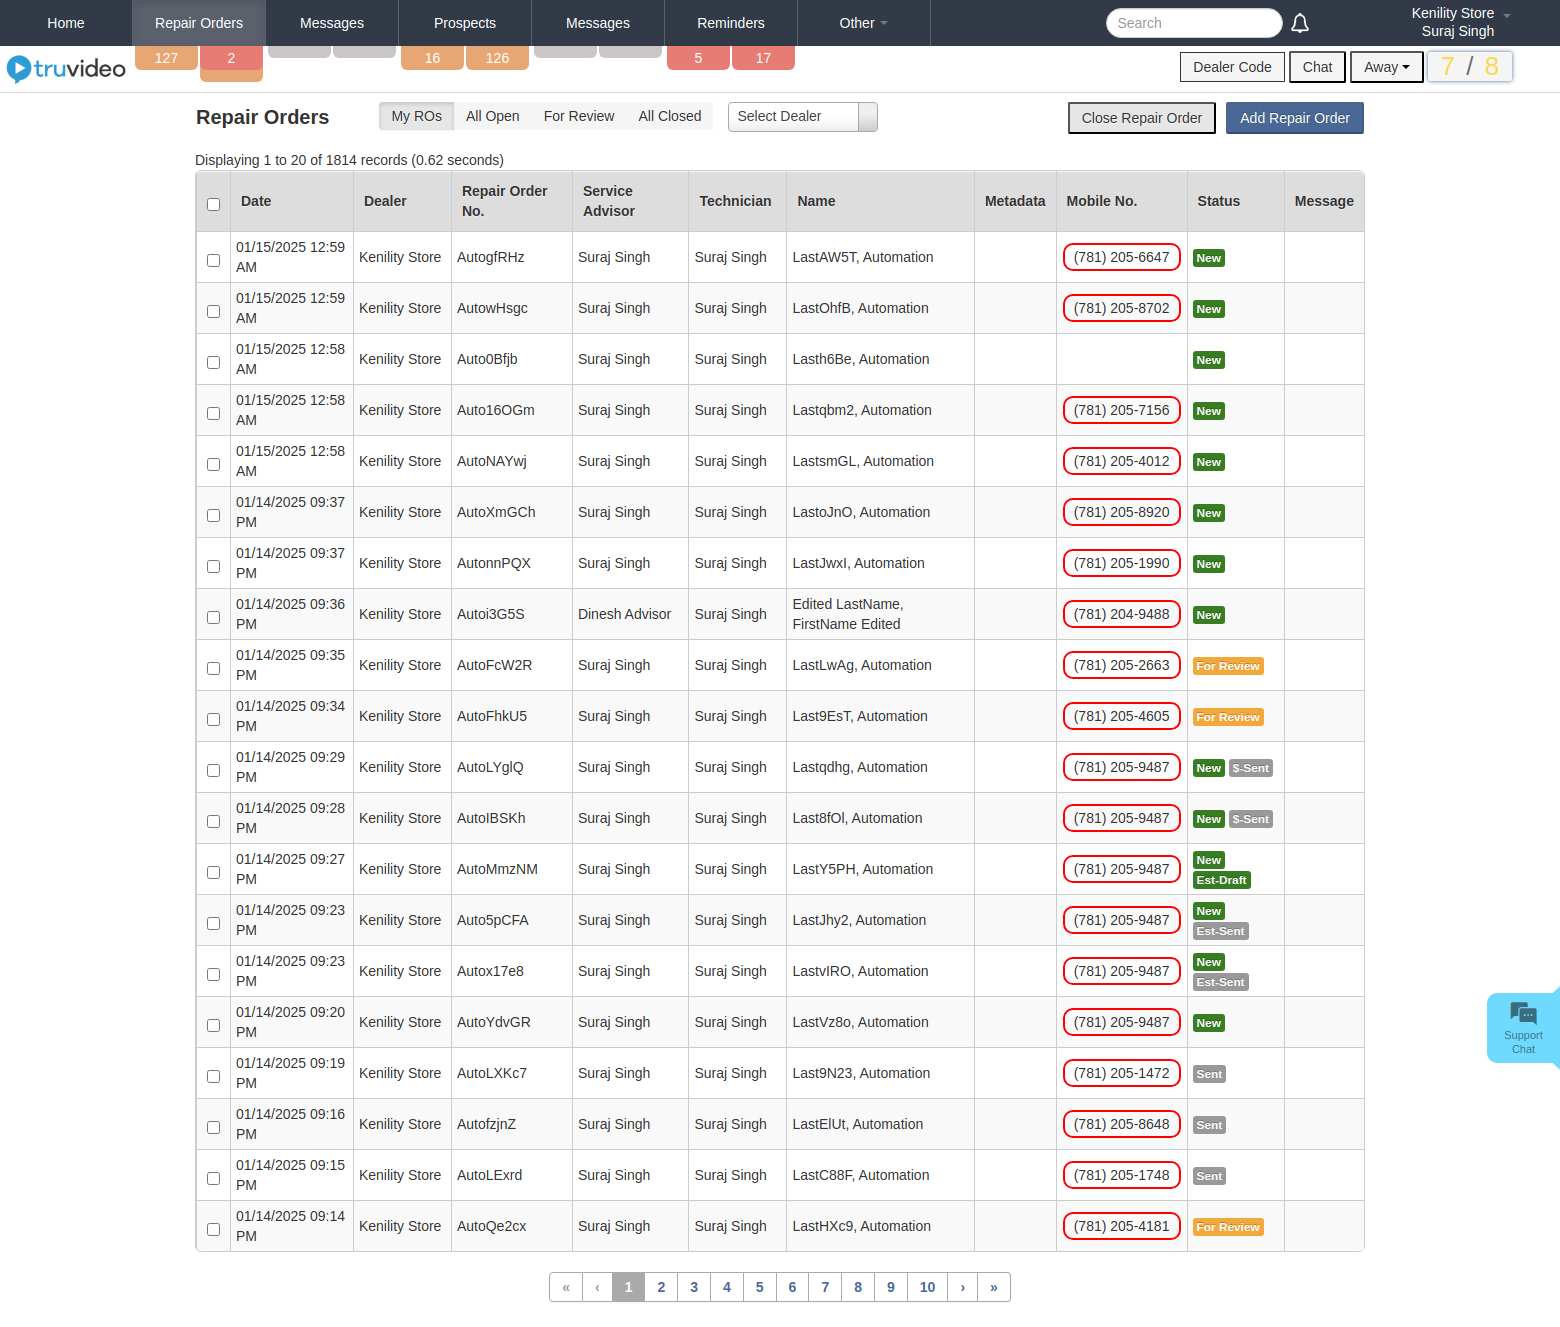 Home Repair Orders Messages Prospects Messages Reminders Other Search Kenility Store
Suraj Singh
truvideo 127 2 16 126 5 17 Dealer Code Chat Away 7 / 8
Repair Orders My ROs All Open For Review All Closed Select Dealer Close Repair Order Add Repair Order
Displaying 1 to 20 of 1814 records (0.62 seconds)
Date Dealer Repair Order No. Service Advisor Technician Name Metadata Mobile No. Status Message
01/15/2025 12:59 AM Kenility Store AutogfRHz Suraj Singh Suraj Singh LastAW5T, Automation (781) 205-6647 New
01/15/2025 12:59 AM Kenility Store AutowHsgc Suraj Singh Suraj Singh LastOhfB, Automation (781) 205-8702 New
01/15/2025 12:58 AM Kenility Store Auto0Bfjb Suraj Singh Suraj Singh Lasth6Be, Automation New
01/15/2025 12:58 AM Kenility Store Auto16OGm Suraj Singh Suraj Singh Lastqbm2, Automation (781) 205-7156 New
01/15/2025 12:58 AM Kenility Store AutoNAYwj Suraj Singh Suraj Singh LastsmGL, Automation (781) 205-4012 New
01/14/2025 09:37 PM Kenility Store AutoXmGCh Suraj Singh Suraj Singh LastoJnO, Automation (781) 205-8920 New
01/14/2025 09:37 PM Kenility Store AutonnPQX Suraj Singh Suraj Singh LastJwxI, Automation (781) 205-1990 New
01/14/2025 09:36 PM Kenility Store Autoi3G5S Dinesh Advisor Suraj Singh Edited LastName, FirstName Edited (781) 204-9488 New
01/14/2025 09:35 PM Kenility Store AutoFcW2R Suraj Singh Suraj Singh LastLwAg, Automation (781) 205-2663 For Review
01/14/2025 09:34 PM Kenility Store AutoFhkU5 Suraj Singh Suraj Singh Last9EsT, Automation (781) 205-4605 For Review
01/14/2025 09:29 PM Kenility Store AutoLYglQ Suraj Singh Suraj Singh Lastqdhg, Automation (781) 205-9487 New $-Sent
01/14/2025 09:28 PM Kenility Store AutoIBSKh Suraj Singh Suraj Singh Last8fOl, Automation (781) 205-9487 New $-Sent
01/14/2025 09:27 PM Kenility Store AutoMmzNM Suraj Singh Suraj Singh LastY5PH, Automation (781) 205-9487 New Est-Draft
01/14/2025 09:23 PM Kenility Store Auto5pCFA Suraj Singh Suraj Singh LastJhy2, Automation (781) 205-9487 New Est-Sent
01/14/2025 09:23 PM Kenility Store Autox17e8 Suraj Singh Suraj Singh LastvIRO, Automation (781) 205-9487 New Est-Sent
01/14/2025 09:20 PM Kenility Store AutoYdvGR Suraj Singh Suraj Singh LastVz8o, Automation (781) 205-9487 New
01/14/2025 09:19 PM Kenility Store AutoLXKc7 Suraj Singh Suraj Singh Last9N23, Automation (781) 205-1472 Sent
01/14/2025 09:16 PM Kenility Store AutofzjnZ Suraj Singh Suraj Singh LastElUt, Automation (781) 205-8648 Sent
01/14/2025 09:15 PM Kenility Store AutoLExrd Suraj Singh Suraj Singh LastC88F, Automation (781) 205-1748 Sent
01/14/2025 09:14 PM Kenility Store AutoQe2cx Suraj Singh Suraj Singh LastHXc9, Automation (781) 205-4181 For Review
Support
Chat
« ‹ 1 2 3 4 5 6 7 8 9 10 › »